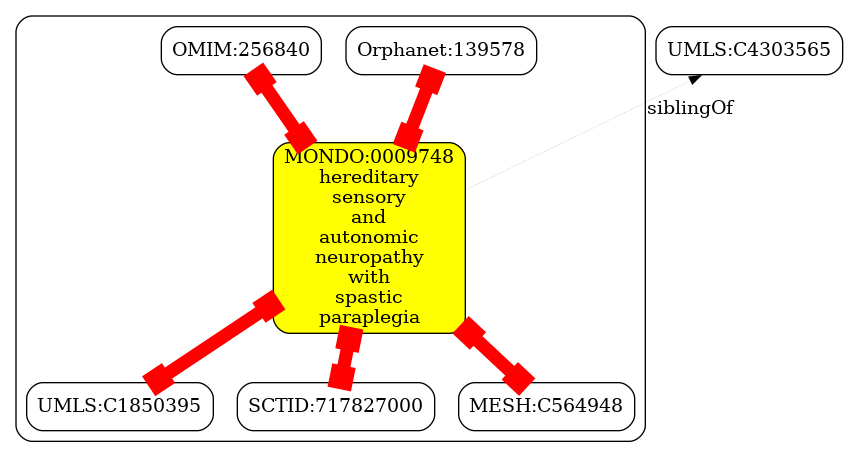 OMIM:256840
Orphanet:139578
UMLS:C4303565
siblingOf
MONDO:0009748
hereditary
sensory
and
autonomic
neuropathy
with
spastic
paraplegia
UMLS:C1850395
SCTID:717827000
MESH:C564948